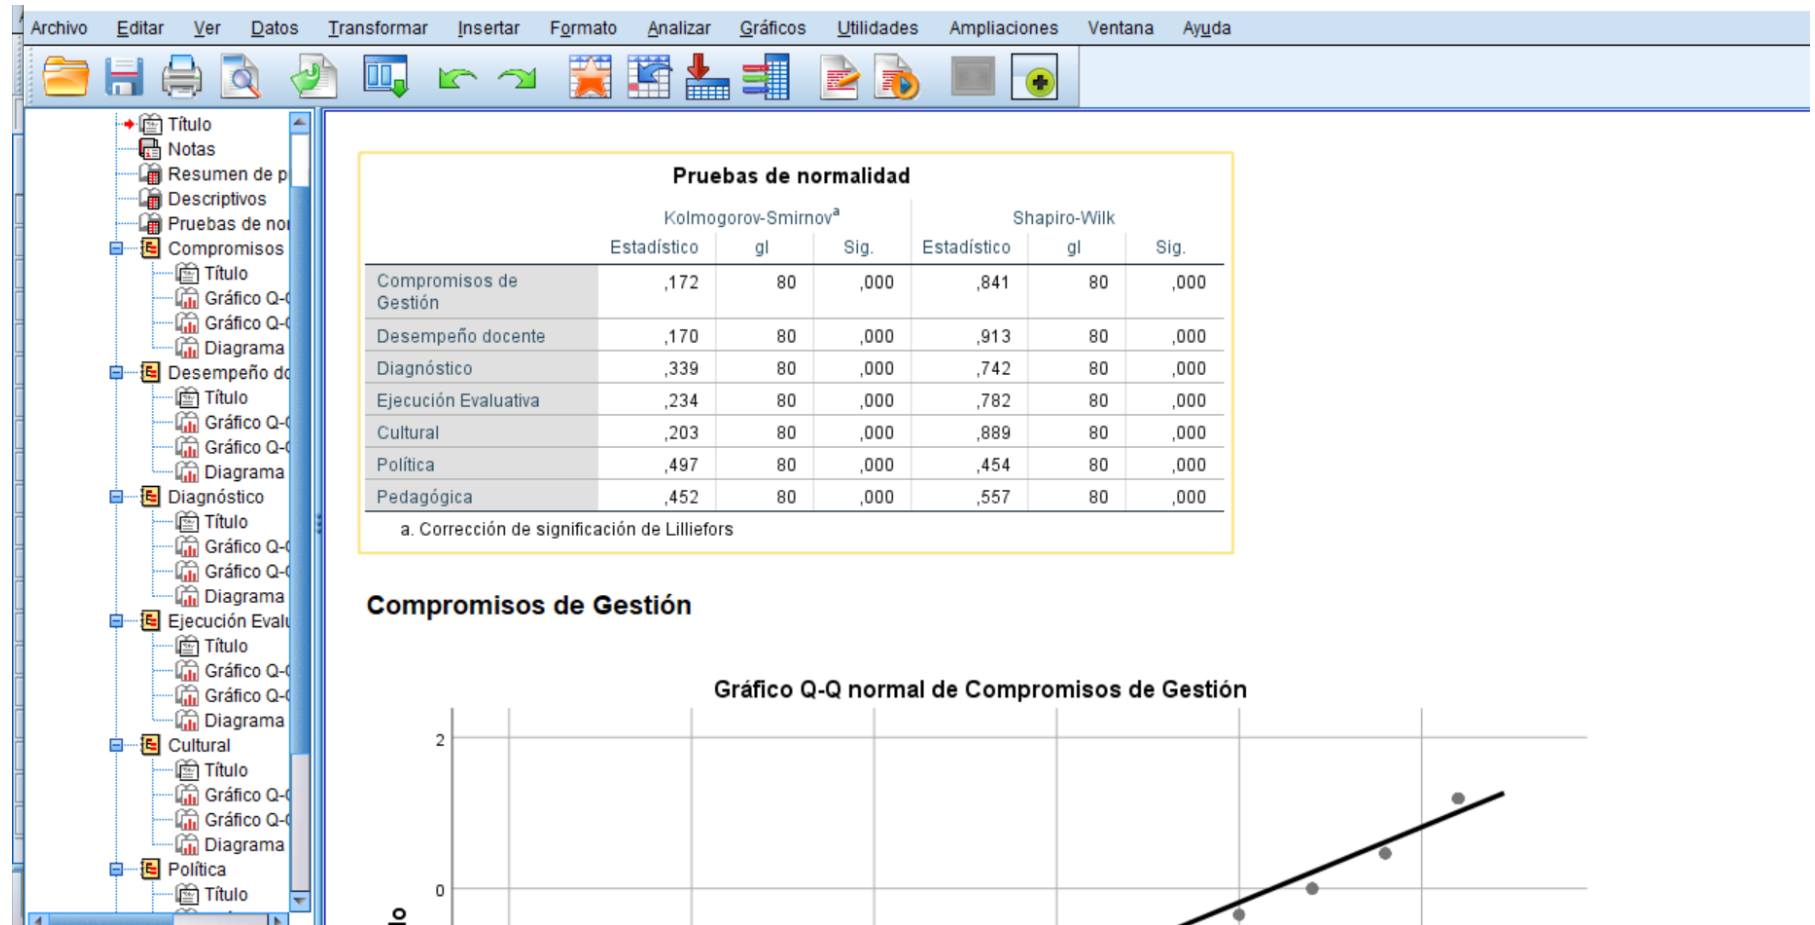 Archivo Editar Ver Datos Transformar Insertar Formato Analizar Gráficos Utilidades Ampliaciones Ventana Ayuda
Título
Notas
Resumen de p
Descriptivos
Pruebas de nor
Compromisos
Título
Gráfico Q-
Gráfico Q-
Diagrama
Desempeño do
Título
Gráfico Q-
Gráfico Q-
Diagrama
Diagnóstico
Título
Gráfico Q-
Gráfico Q-
Diagrama
Ejecución Evalu
Título
Gráfico Q-
Gráfico Q-
Diagrama
Cultural
Título
Gráfico Q-
Gráfico Q-
Diagrama
Política
Título
Pruebas de normalidad
Kolmogorov-Smirnovª Shapiro-Wilk
Estadístico gl Sig. Estadístico gl Sig.
Compromisos de
Gestión ,172 80 ,000 ,841 80 ,000
Desempeño docente ,170 80 ,000 ,913 80 ,000
Diagnóstico ,339 80 ,000 ,742 80 ,000
Ejecución Evaluativa ,234 80 ,000 ,782 80 ,000
Cultural ,203 80 ,000 ,889 80 ,000
Política ,497 80 ,000 ,454 80 ,000
Pedagógica ,452 80 ,000 ,557 80 ,000
a. Corrección de significación de Lilliefors
Compromisos de Gestión
Gráfico Q-Q normal de Compromisos de Gestión
2
0